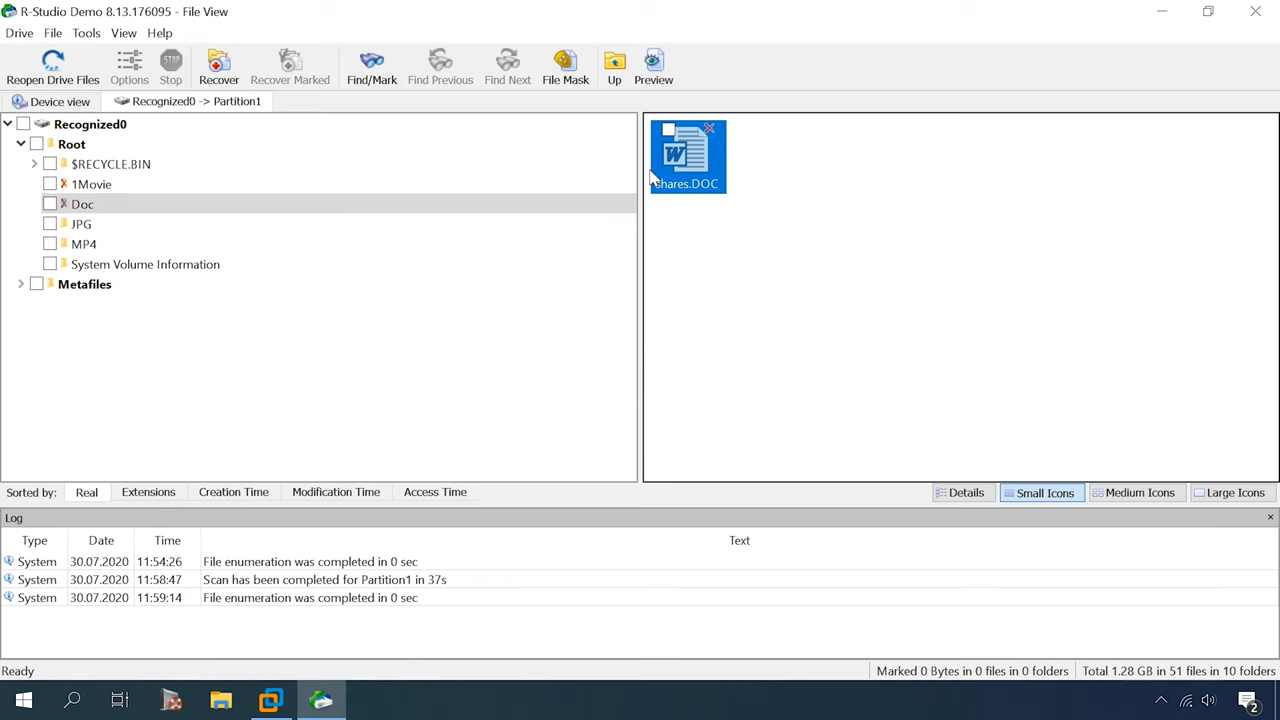 R-Studio Demo 8.13.176095 - File View
Drive File Tools View Help
Reopen Drive Files Options Stop Recover Recover Marked Find/Mark Find Previous Find Next File Mask Up Preview
Device view Recognized0 -> Partition1
Recognized0
Root
$RECYCLE.BIN
1Movie
Doc
JPG
MP4
System Volume Information
Metafiles
shares.DOC
Sorted by: Real Extensions Creation Time Modification Time Access Time Details Small Icons Medium Icons Large Icons
Log
Type Date Time Text
System 30.07.2020 11:54:26 File enumeration was completed in 0 sec
System 30.07.2020 11:58:47 Scan has been completed for Partition1 in 37s
System 30.07.2020 11:59:14 File enumeration was completed in 0 sec
Ready Marked 0 Bytes in 0 files in 0 folders Total 1.28 GB in 51 files in 10 folders
2